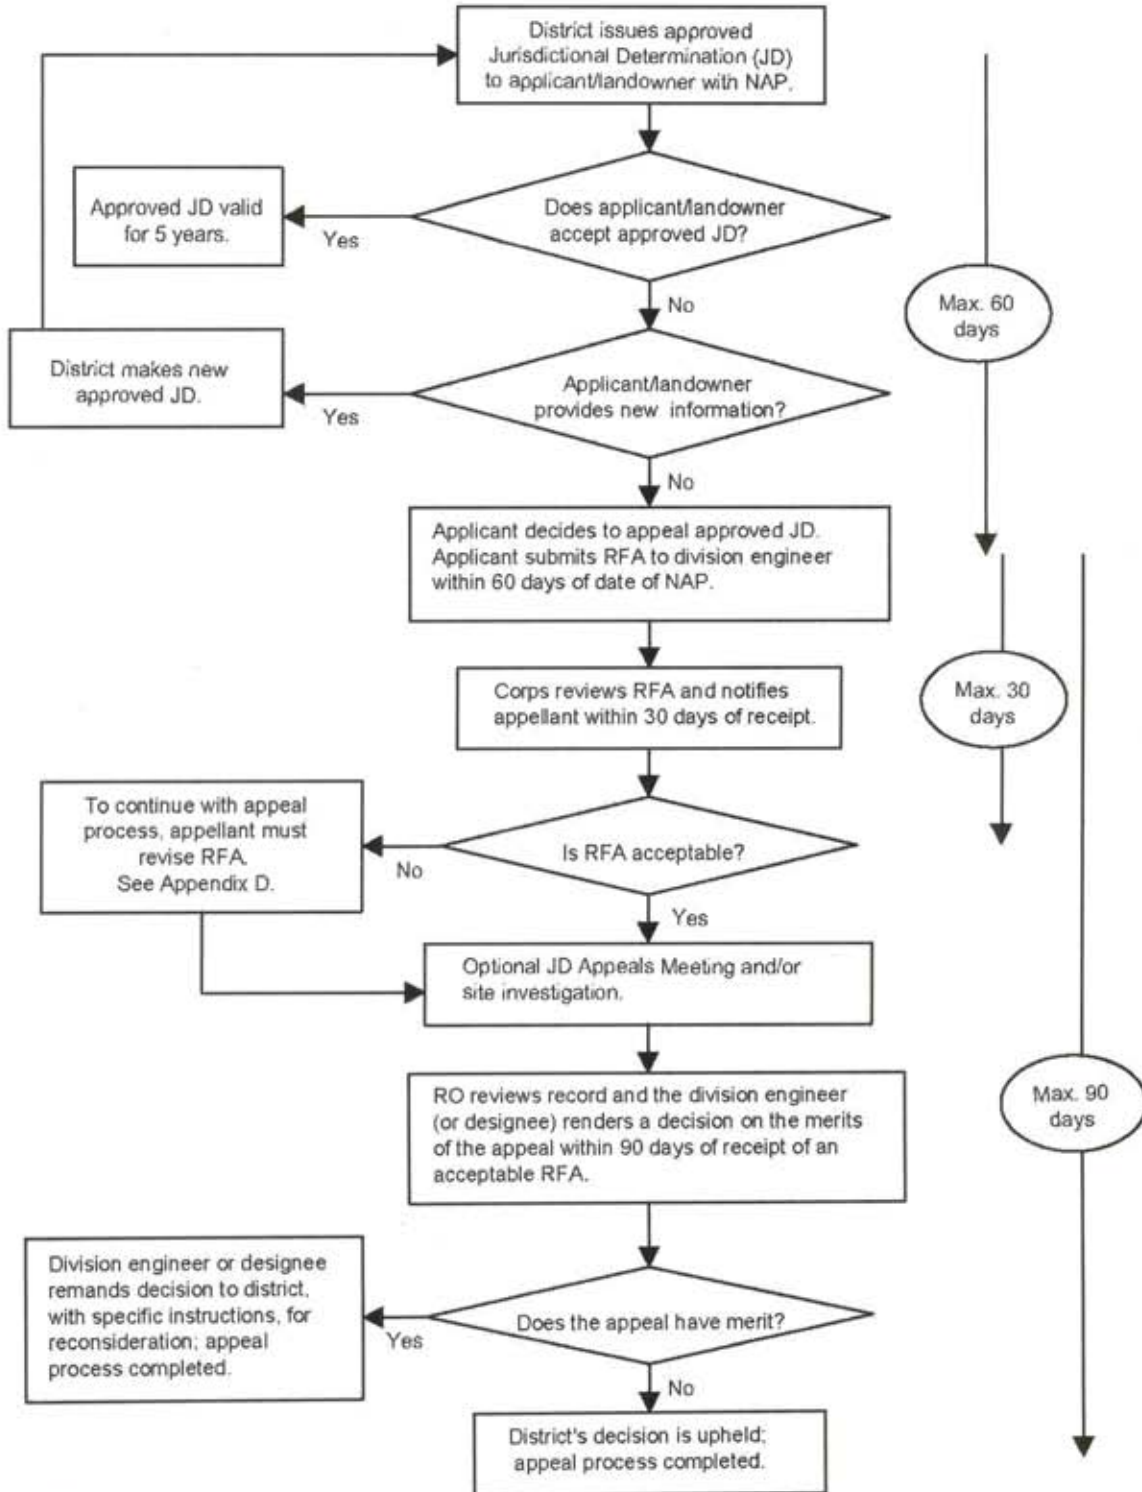 District issues approved
Jurisdictional Determination (JD)
to applicant/landowner with NAP.
Does applicant/landowner
accept approved JD?
Yes
Approved JD valid
for 5 years.
No
Max. 60
days
Applicant/landowner
provides new information?
Yes
District makes new
approved JD.
No
Applicant decides to appeal approved JD.
Applicant submits RFA to division engineer
within 60 days of date of NAP.
Corps reviews RFA and notifies
appellant within 30 days of receipt.
Max. 30
days
Is RFA acceptable?
No
To continue with appeal
process, appellant must
revise RFA.
See Appendix D.
Yes
Optional JD Appeals Meeting and/or
site investigation.
RO reviews record and the division engineer
(or designee) renders a decision on the merits
of the appeal within 90 days of receipt of an
acceptable RFA.
Max. 90
days
Does the appeal have merit?
Yes
Division engineer or designee
remands decision to district,
with specific instructions, for
reconsideration; appeal
process completed.
No
District's decision is upheld;
appeal process completed.